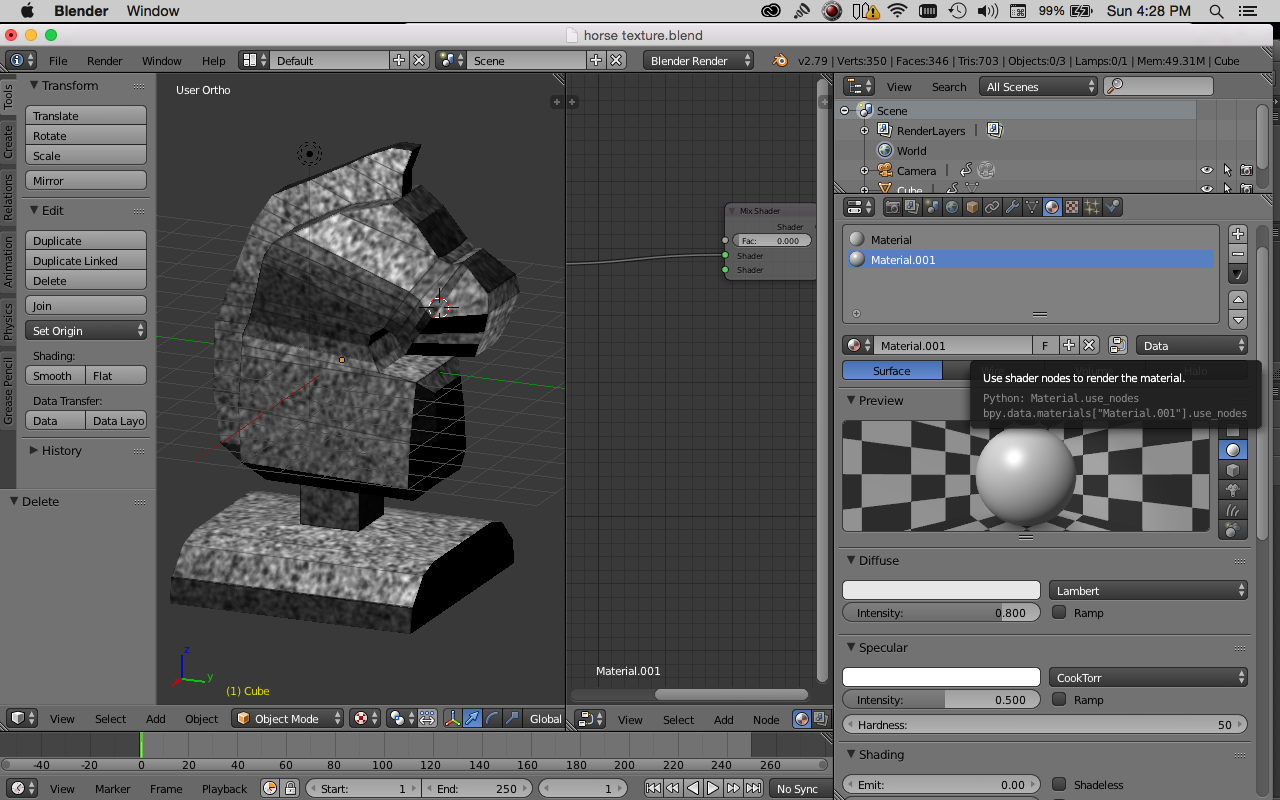 Blender Window 99% Sun 4:28 PM
horse texture.blend
File Render Window Help Default Scene Blender Render v2.79 | Verts:350 | Faces:346 | Tris:703 | Objects:0/3 | Lamps:0/1 | Mem:49.31M | Cube
Tools
Create
Relations
Animation
Physics
Grease Pencil
Transform
Translate
Rotate
Scale
Mirror
Edit
Duplicate
Duplicate Linked
Delete
Join
Set Origin
Shading:
Smooth Flat
Data Transfer:
Data Data Layo
History
Delete
User Ortho
z
y
(1) Cube
Mix Shader
Shader
Fac: 0.000
Shader
Shader
Material.001
View Search All Scenes
Scene
RenderLayers |
World
Camera |
Cube |
Material
Material.001
Material.001 F Data
Surface
Halo
Use shader nodes to render the material.
Python: Material.use_nodes
bpy.data.materials["Material.001"].use_nodes
Preview
Diffuse
Lambert
Intensity: 0.800 Ramp
Specular
CookTorr
Intensity: 0.500 Ramp
Hardness: 50
Shading
Emit: 0.00 Shadeless
View Select Add Object Object Mode Global
View Select Add Node
-40 -20 0 20 40 60 80 100 120 140 160 180 200 220 240 260
View Marker Frame Playback Start: 1 End: 250 1 No Sync